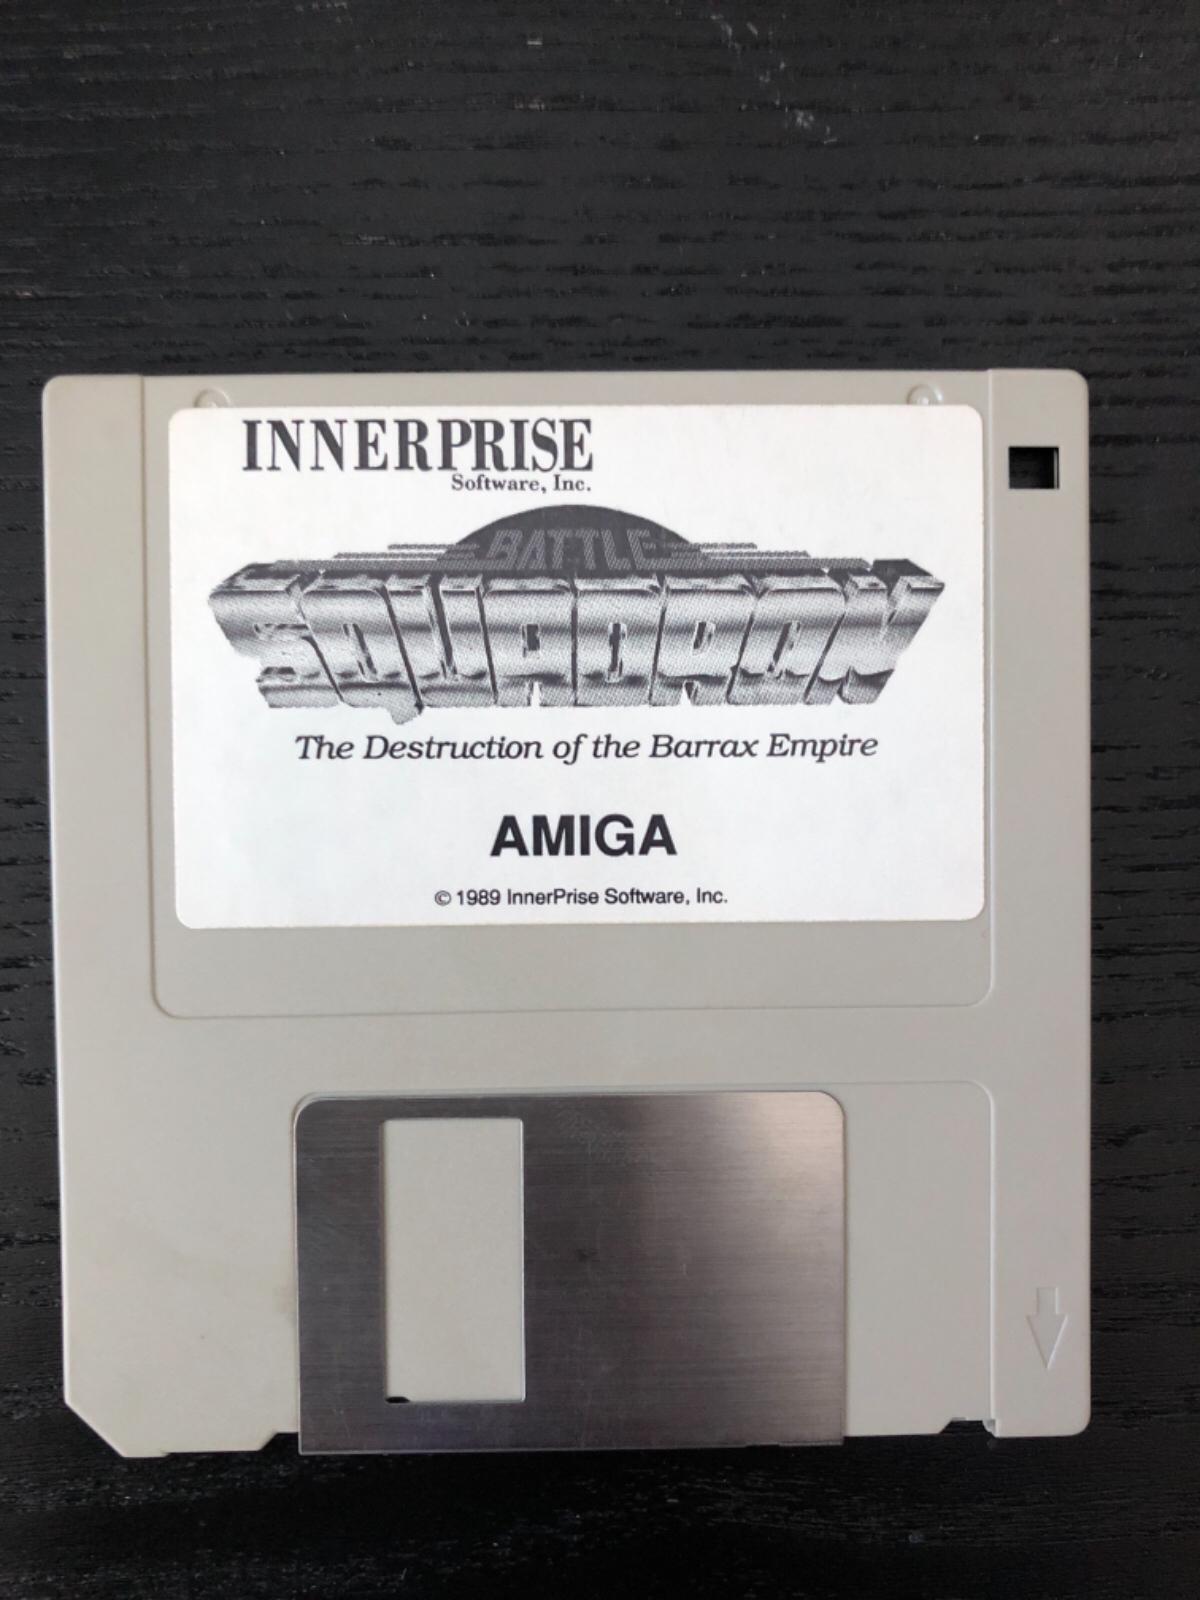 INNERPRISE
Software, Inc.
BATTLE
SQUADRON
The Destruction of the Barrax Empire
AMIGA
© 1989 InnerPrise Software, Inc.